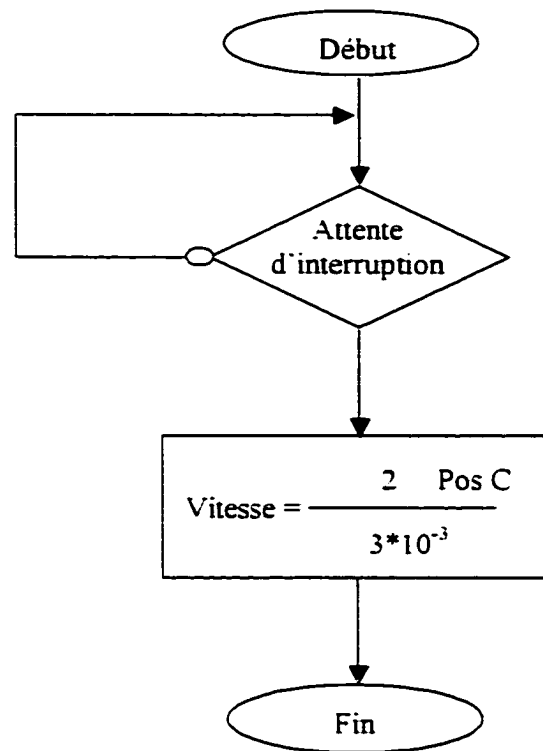 Début
Attente
d'interruption
2 Pos C
Vitesse =
3*10⁻³
Fin